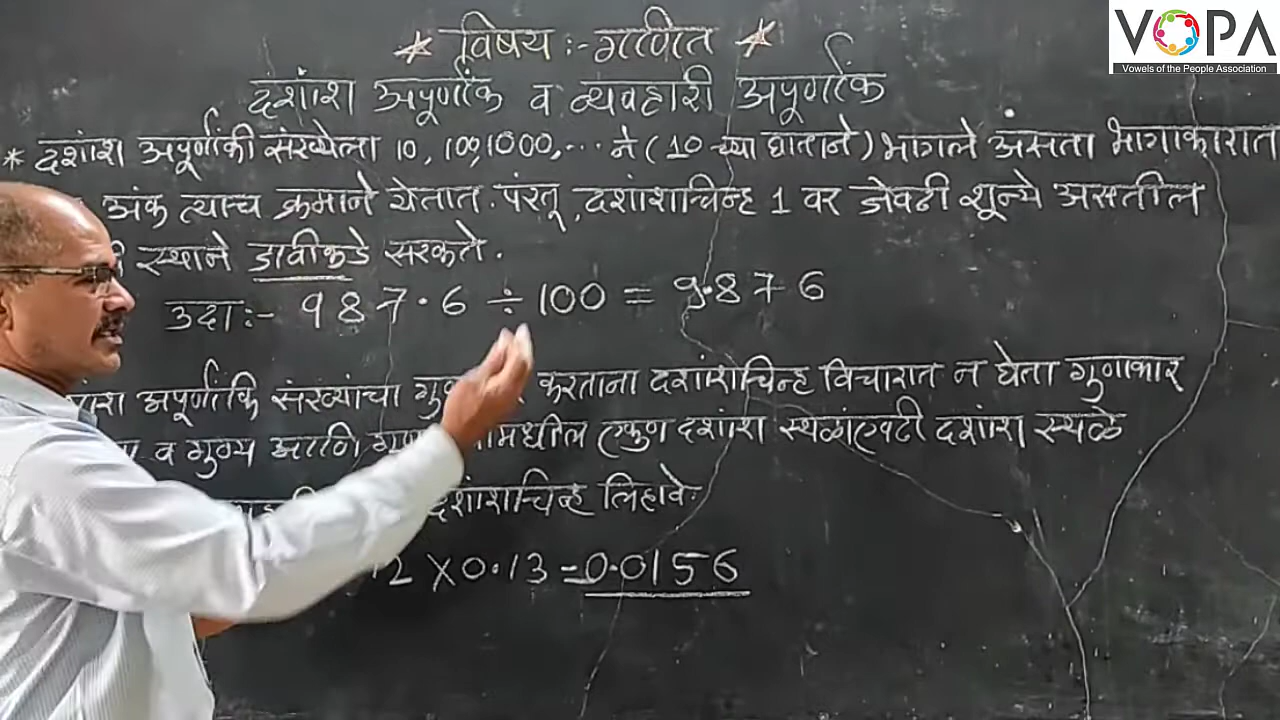 VOPA
Vowels of the People Association
* विषय :- गणित *
दशांश अपूर्णांक व व्यवहारी अपूर्णांक
* दशांश अपूर्णांकी संख्येला 10, 100, 1000, ... ने ( 10 च्या घाताने ) भागले असता भागाकारात
अंक त्याच क्रमाने येतात. परंतू, दशांशचिन्ह 1 वर जेवढी शून्ये असतील
स्थाने डावीकडे सरकते.
उदा :- 987.6 ÷ 100 = 9.876
अपूर्णांकि संख्यांचा करताना दशांशचिन्ह विचारात न घेता गुणाकार
व गुण्य आणि एकुण दशांश स्थळांएवढी दशांश स्थळे
दशांशचिन्ह लिहावे.
12 X 0.13 = 0.0156